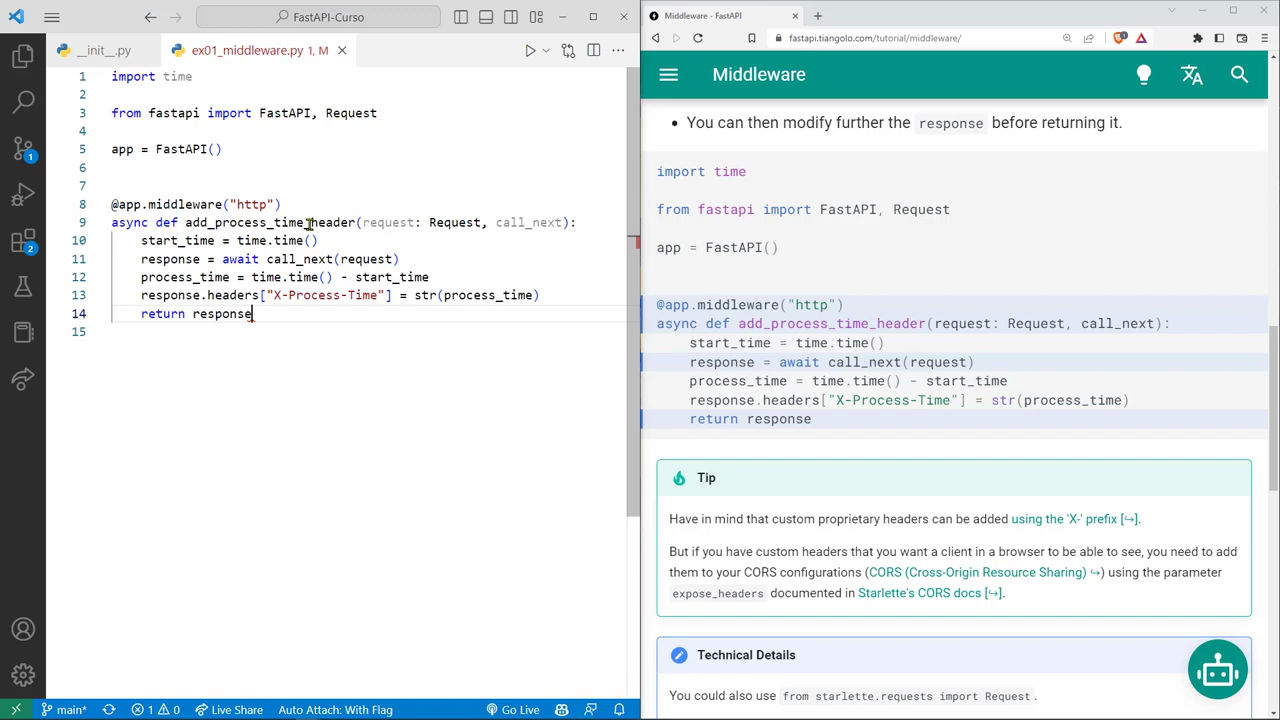 FastAPI-Curso
__init__.py
ex01_middleware.py 1, M
1 import time
2
3 from fastapi import FastAPI, Request
4
5 app = FastAPI()
6
7
8 @app.middleware("http")
9 async def add_process_time_header(request: Request, call_next):
10 start_time = time.time()
11 response = await call_next(request)
12 process_time = time.time() - start_time
13 response.headers["X-Process-Time"] = str(process_time)
14 return response
15
1
2
main*
1 0
Live Share
Auto Attach: With Flag
Go Live
Middleware - FastAPI
fastapi.tiangolo.com/tutorial/middleware/
Middleware
You can then modify further the response before returning it.
import time
from fastapi import FastAPI, Request
app = FastAPI()
@app.middleware("http")
async def add_process_time_header(request: Request, call_next):
start_time = time.time()
response = await call_next(request)
process_time = time.time() - start_time
response.headers["X-Process-Time"] = str(process_time)
return response
Tip
Have in mind that custom proprietary headers can be added using the 'X-' prefix [↪].
But if you have custom headers that you want a client in a browser to be able to see, you need to add
them to your CORS configurations (CORS (Cross-Origin Resource Sharing) ↪) using the parameter
expose_headers documented in Starlette's CORS docs [↪].
Technical Details
You could also use from starlette.requests import Request.